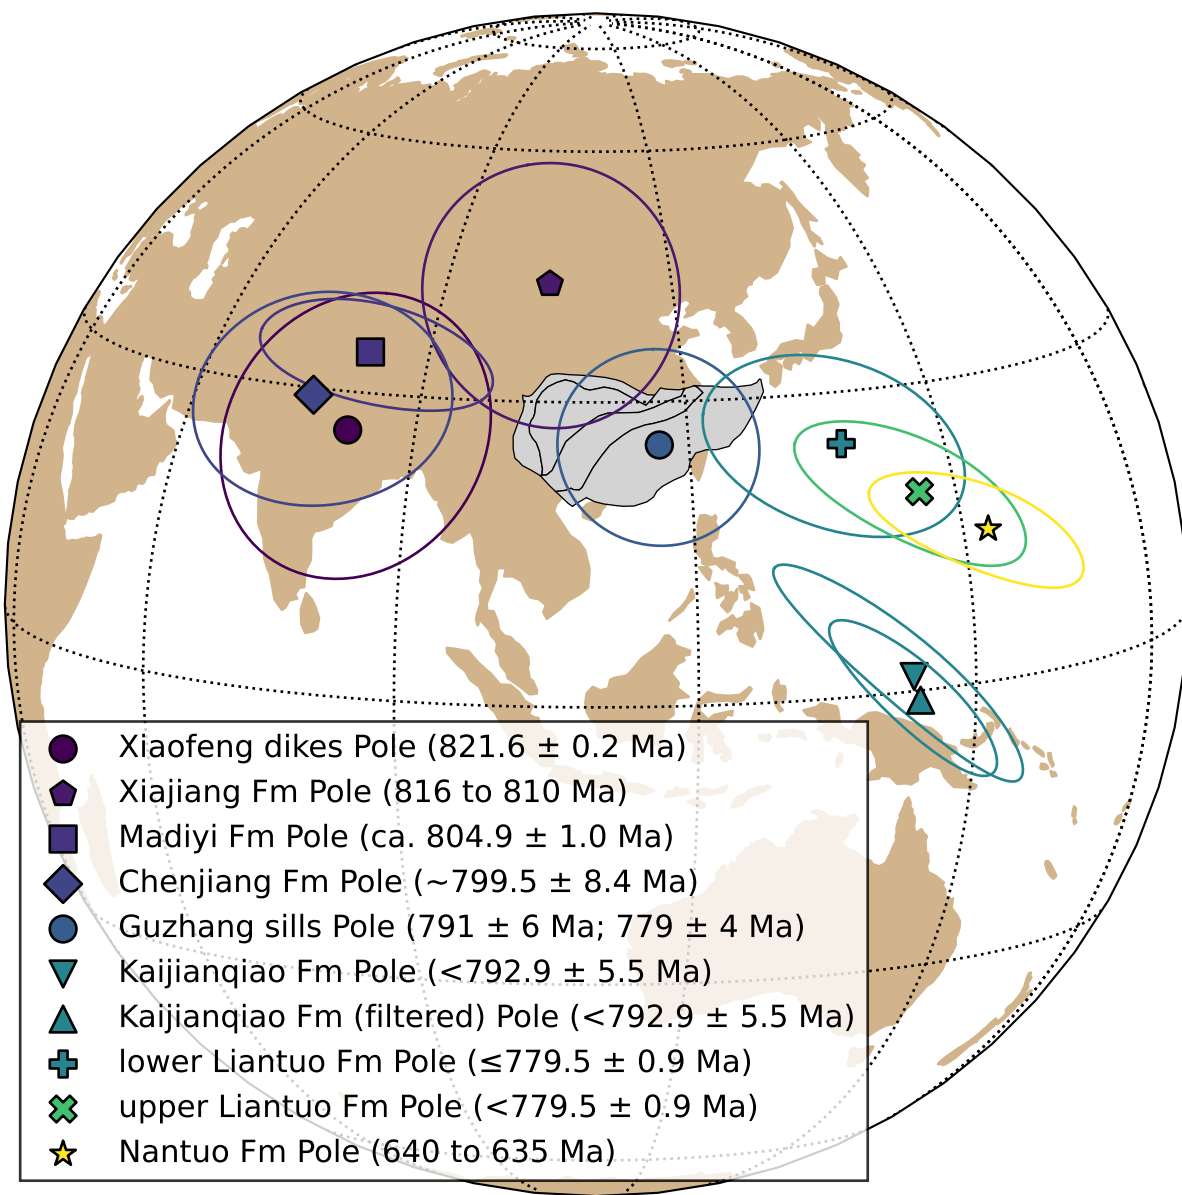 Xiaofeng dikes Pole (821.6 ± 0.2 Ma)
Xiajiang Fm Pole (816 to 810 Ma)
Madiyi Fm Pole (ca. 804.9 ± 1.0 Ma)
Chenjiang Fm Pole (~799.5 ± 8.4 Ma)
Guzhang sills Pole (791 ± 6 Ma; 779 ± 4 Ma)
Kaijianqiao Fm Pole (<792.9 ± 5.5 Ma)
Kaijianqiao Fm (filtered) Pole (<792.9 ± 5.5 Ma)
lower Liantuo Fm Pole (≤779.5 ± 0.9 Ma)
upper Liantuo Fm Pole (<779.5 ± 0.9 Ma)
Nantuo Fm Pole (640 to 635 Ma)